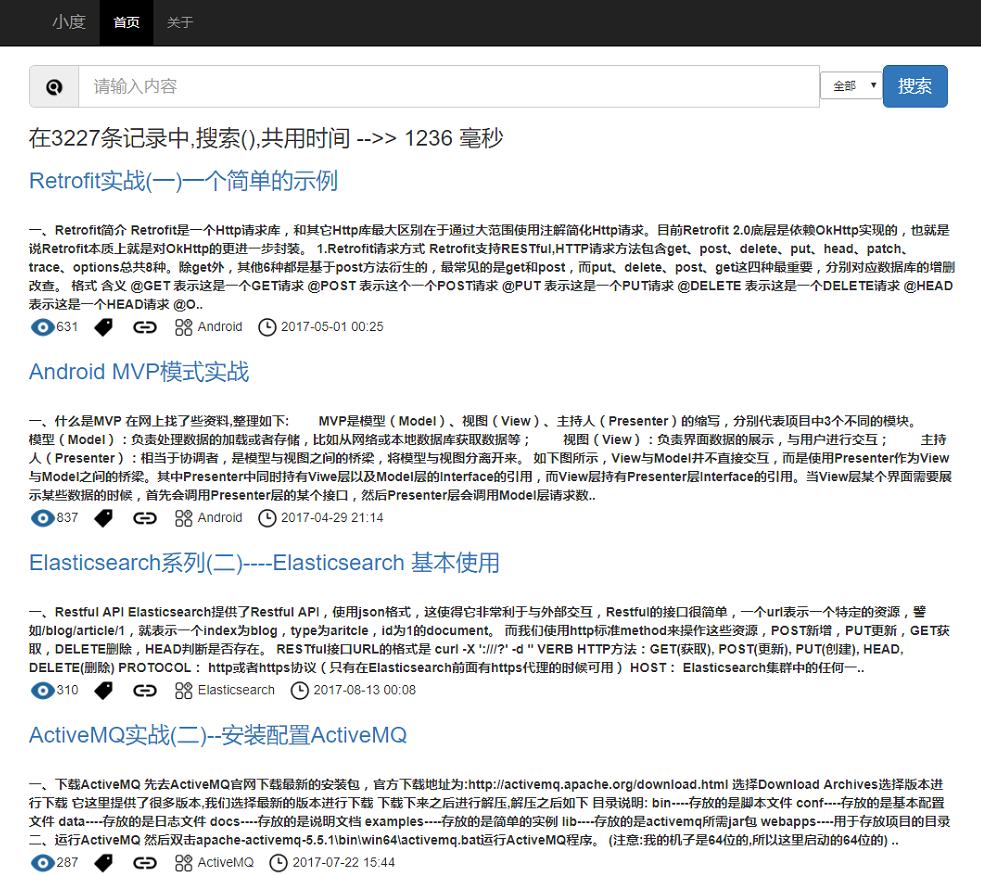 小度 首页 关于
请输入内容 全部 搜索
在3227条记录中,搜索(),共用时间 -->> 1236 毫秒
Retrofit实战(一)一个简单的示例
一、Retrofit简介 Retrofit是一个Http请求库，和其它Http库最大区别在于通过大范围使用注解简化Http请求。目前Retrofit 2.0底层是依赖OkHttp实现的，也就是
说Retrofit本质上就是对OkHttp的更进一步封装。 1.Retrofit请求方式 Retrofit支持RESTful,HTTP请求方法包含get、post、delete、put、head、patch、
trace、options总共8种。除get外，其他6种都是基于post方法衍生的，最常见的是get和post，而put、delete、post、get这四种最重要，分别对应数据库的增删
改查。 格式 含义 @GET 表示这是一个GET请求 @POST 表示这个一个POST请求 @PUT 表示这是一个PUT请求 @DELETE 表示这是一个DELETE请求 @HEAD
表示这是一个HEAD请求 @O..
631 Android 2017-05-01 00:25
Android MVP模式实战
一、什么是MVP 在网上找了些资料,整理如下: MVP是模型（Model）、视图（View）、主持人（Presenter）的缩写，分别代表项目中3个不同的模块。
模型（Model）：负责处理数据的加载或者存储，比如从网络或本地数据库获取数据等； 视图（View）：负责界面数据的展示，与用户进行交互； 主持
人（Presenter）：相当于协调者，是模型与视图之间的桥梁，将模型与视图分离开来。 如下图所示，View与Model并不直接交互，而是使用Presenter作为View
与Model之间的桥梁。其中Presenter中同时持有Viwe层以及Model层的Interface的引用，而View层持有Presenter层Interface的引用。当View层某个界面需要展
示某些数据的时候，首先会调用Presenter层的某个接口，然后Presenter层会调用Model层请求数..
837 Android 2017-04-29 21:14
Elasticsearch系列(二)----Elasticsearch 基本使用
一、Restful API Elasticsearch提供了Restful API，使用json格式，这使得它非常利于与外部交互，Restful的接口很简单，一个url表示一个特定的资源，譬
如/blog/article/1，就表示一个index为blog，type为aritcle，id为1的document。 而我们使用http标准method来操作这些资源，POST新增，PUT更新，GET获
取，DELETE删除，HEAD判断是否存在。 RESTful接口URL的格式是 curl -X '://​/?' -d '' VERB HTTP方法：GET(获取), POST(更新), PUT(创建), HEAD,
DELETE(删除) PROTOCOL： http或者https协议（只有在Elasticsearch前面有https代理的时候可用） HOST： Elasticsearch集群中的任何一..
310 Elasticsearch 2017-08-13 00:08
ActiveMQ实战(二)--安装配置ActiveMQ
一、下载ActiveMQ 先去ActiveMQ官网下载最新的安装包，官方下载地址为:http://activemq.apache.org/download.html 选择Download Archives选择版本进
行下载 它这里提供了很多版本,我们选择最新的版本进行下载 下载下来之后进行解压,解压之后如下 目录说明: bin----存放的是脚本文件 conf----存放的是基本配置
文件 data----存放的是日志文件 docs----存放的是说明文档 examples----存放的是简单的实例 lib----存放的是activemq所需jar包 webapps----用于存放项目的目录
二、运行ActiveMQ 然后双击apache-activemq-5.5.1\bin\win64\activemq.bat运行ActiveMQ程序。 (注意:我的机子是64位的,所以这里启动的64位的) ..
287 ActiveMQ 2017-07-22 15:44